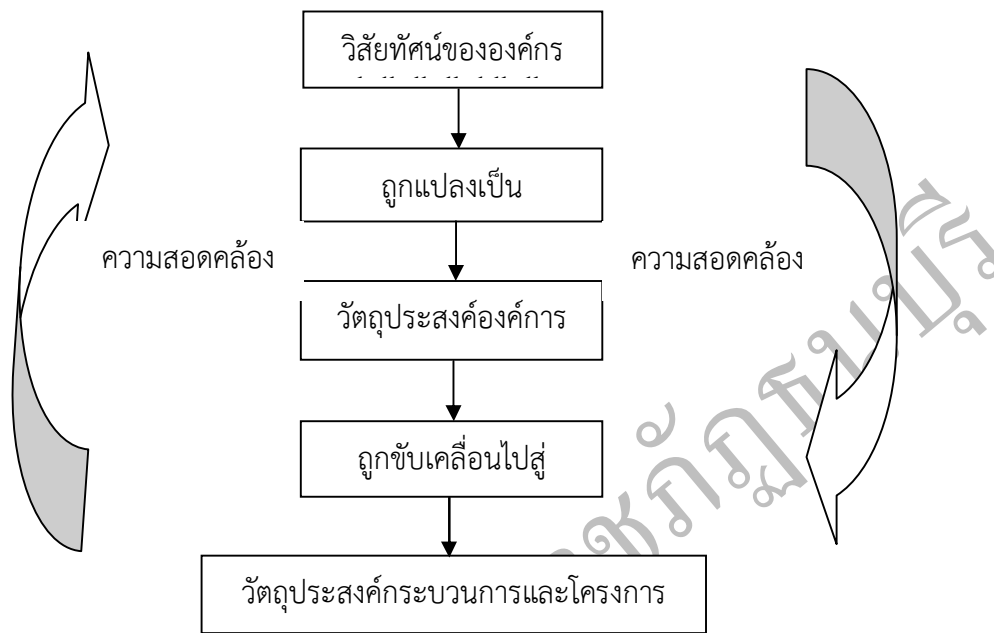 วิสัยทัศน์ขององค์กร
ถูกแปลงเป็น
ความสอดคล้อง
ความสอดคล้อง
วัตถุประสงค์องค์การ
ถูกขับเคลื่อนไปสู่
วัตถุประสงค์กระบวนการและโครงการ